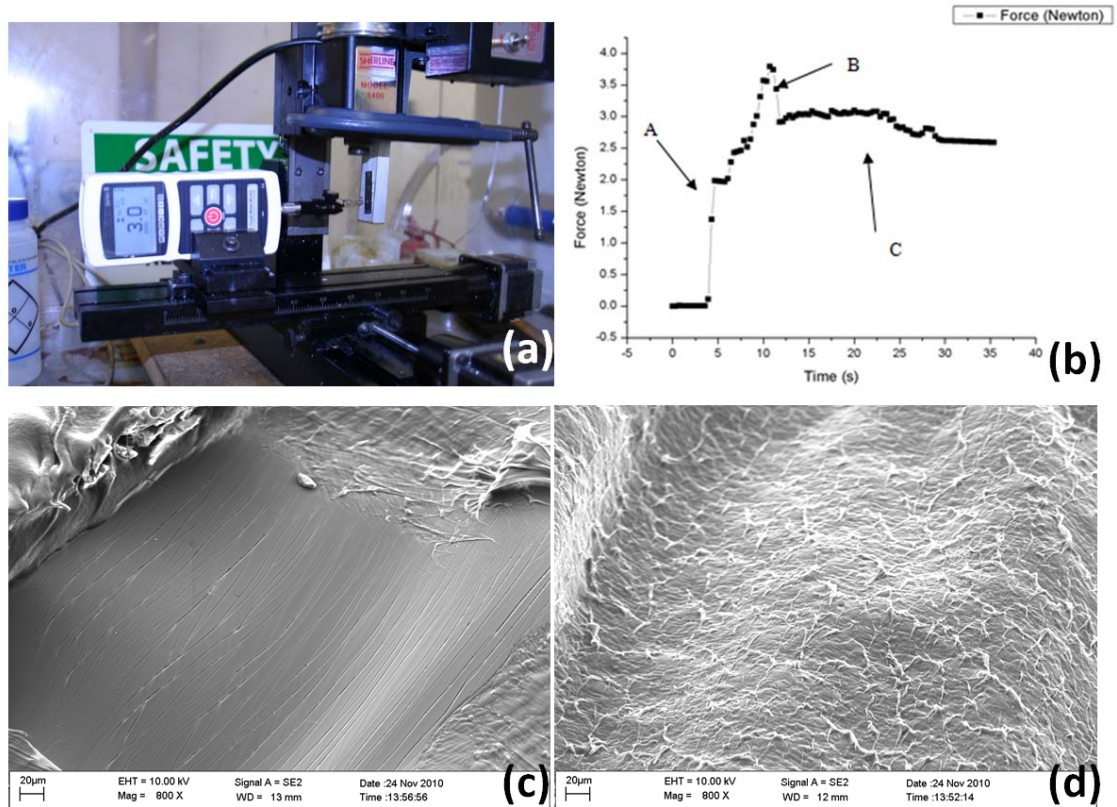 SAFETY
SHERLINE
MODEL
5400
3.0
(a)
Force (Newton)
Force (Newton)
4.0
3.5
3.0
2.5
2.0
1.5
1.0
0.5
0.0
-0.5
-5 0 5 10 15 20 25 30 35 40
Time (s)
A
B
C
(b)
20µm
EHT = 10.00 kV Signal A = SE2 Date :24 Nov 2010
Mag = 800 X WD = 13 mm Time :13:56:56
(c)
20µm
EHT = 10.00 kV Signal A = SE2 Date :24 Nov 2010
Mag = 800 X WD = 12 mm Time :13:52:14
(d)